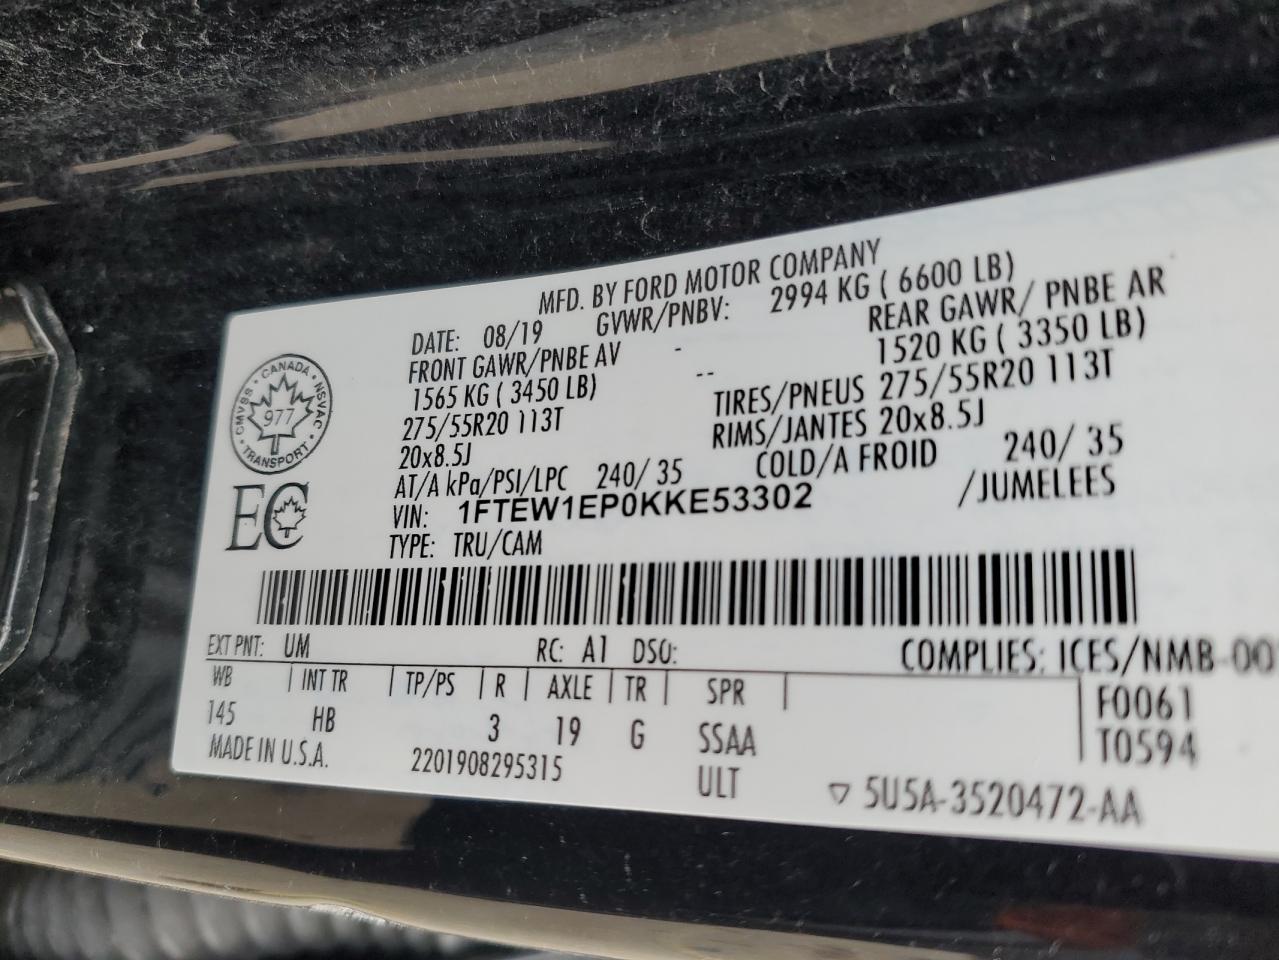 MFD. BY FORD MOTOR COMPANY
DATE: 08/19 GVWR/PNBV: 2994 KG ( 6600 LB)
FRONT GAWR/PNBE AV - REAR GAWR/ PNBE AR
1565 KG ( 3450 LB) -- 1520 KG ( 3350 LB)
275/55R20 113T TIRES/PNEUS 275/55R20 113T
20x8.5J RIMS/JANTES 20x8.5J
AT/A kPa/PSI/LPC 240/ 35 COLD/A FROID 240/ 35
VIN: 1FTEW1EP0KKE53302 /JUMELEES
TYPE: TRU/CAM
CANADA
CMVSS NSVAC
977
TRANSPORT
EC
EXT PNT: UM RC: A1 DSO: COMPLIES: ICES/NMB-00
WB | INT TR | TP/PS | R | AXLE | TR | SPR | F0061
145 HB 3 19 G SSAA T0594
MADE IN U.S.A. 2201908295315 ULT ▽ 5U5A-3520472-AA